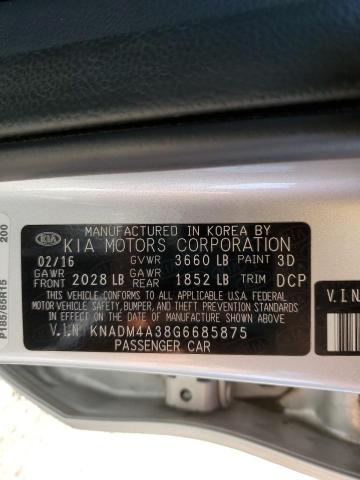 MANUFACTURED IN KOREA BY
KIA KIA MOTORS CORPORATION
02/16 GVWR 3660 LB PAINT 3D
GAWR FRONT 2028 LB GAWR REAR 1852 LB TRIM DCP
THIS VEHICLE CONFORMS TO ALL APPLICABLE FEDERAL
MOTOR VEHICLE SAFETY, BUMPER, AND THEFT PREVENTION
STANDARDS IN EFFECT ON THE DATE OF MANUFACTURE
SHOWN ABOVE.
V.I.N KNADM4A38G6685875
PASSENGER CAR
P185/65R15
200
V.I.N